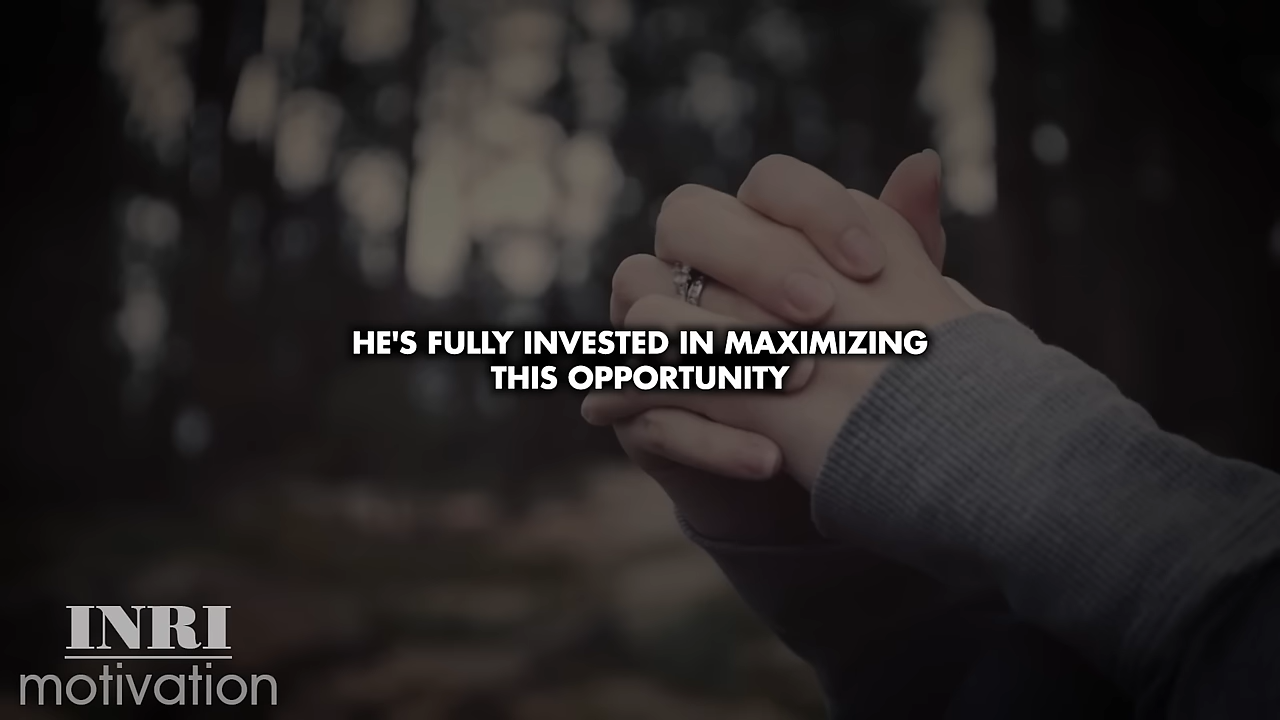 HE'S FULLY INVESTED IN MAXIMIZING
THIS OPPORTUNITY
INRI
motivation